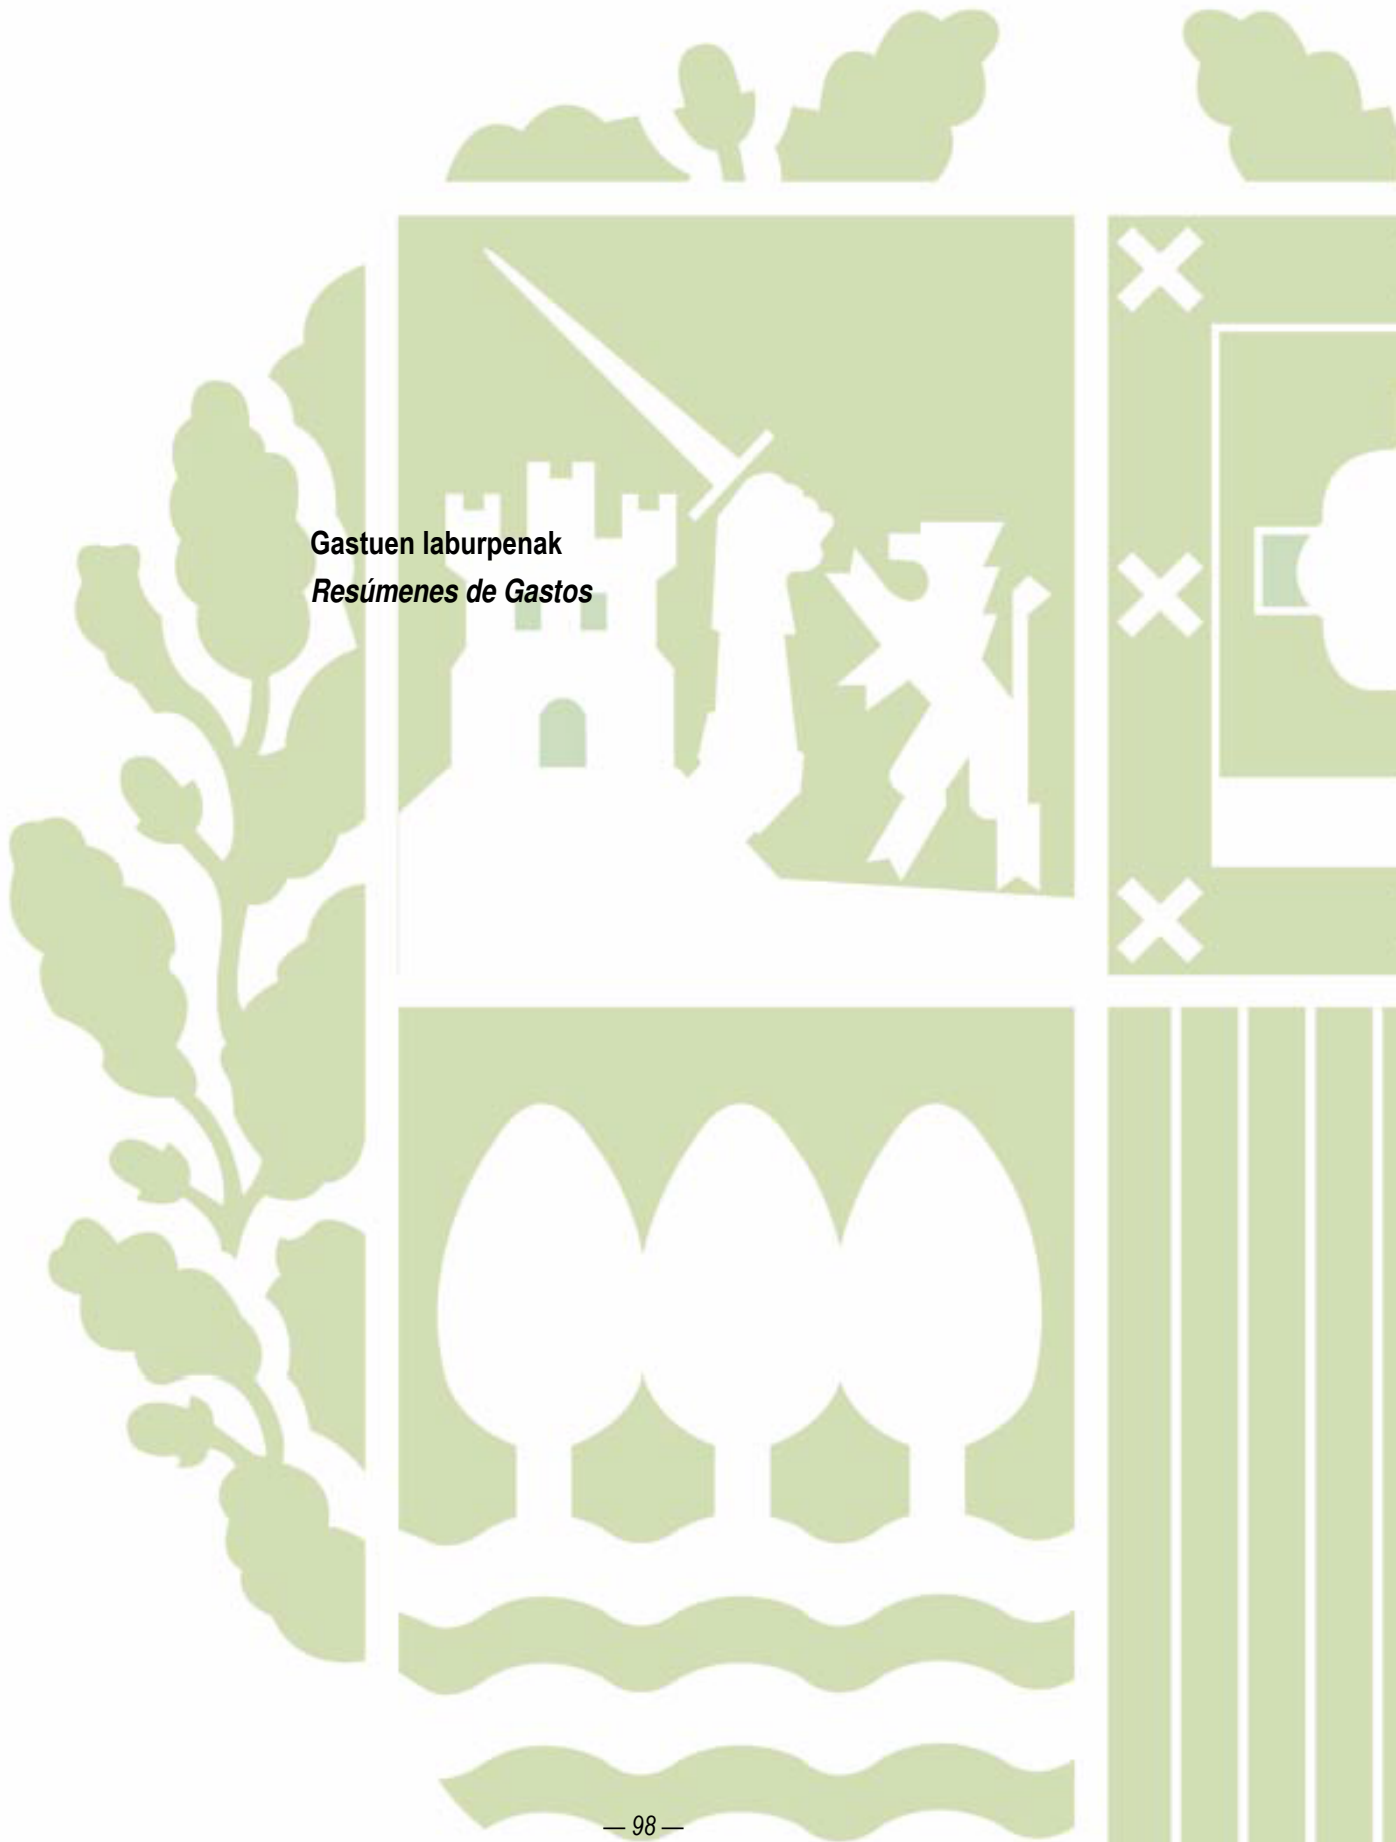 Gastuen laburpenak
Resúmenes de Gastos
— 98 —